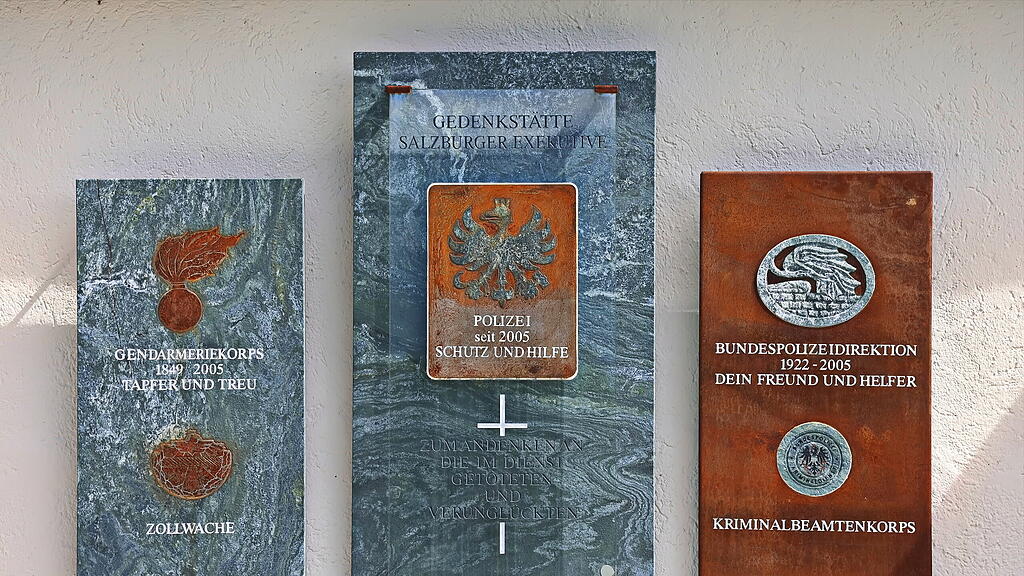 GENDARMERIEKORPS
1849 2005
TAPFER UND TREU
ZOLLWACHE
GEDENKSTÄTTE
SALZBURGER EXEKUTIVE
POLIZEI
seit 2005
SCHUTZ UND HILFE
ZUM ANDENKEN AN
DIE IM DIENST
GETÖTETEN
UND
VERUNGLÜCKTEN
BUNDESPOLIZEIDIREKTION
1922 - 2005
DEIN FREUND UND HELFER
KRIMINALBEAMTENKORPS